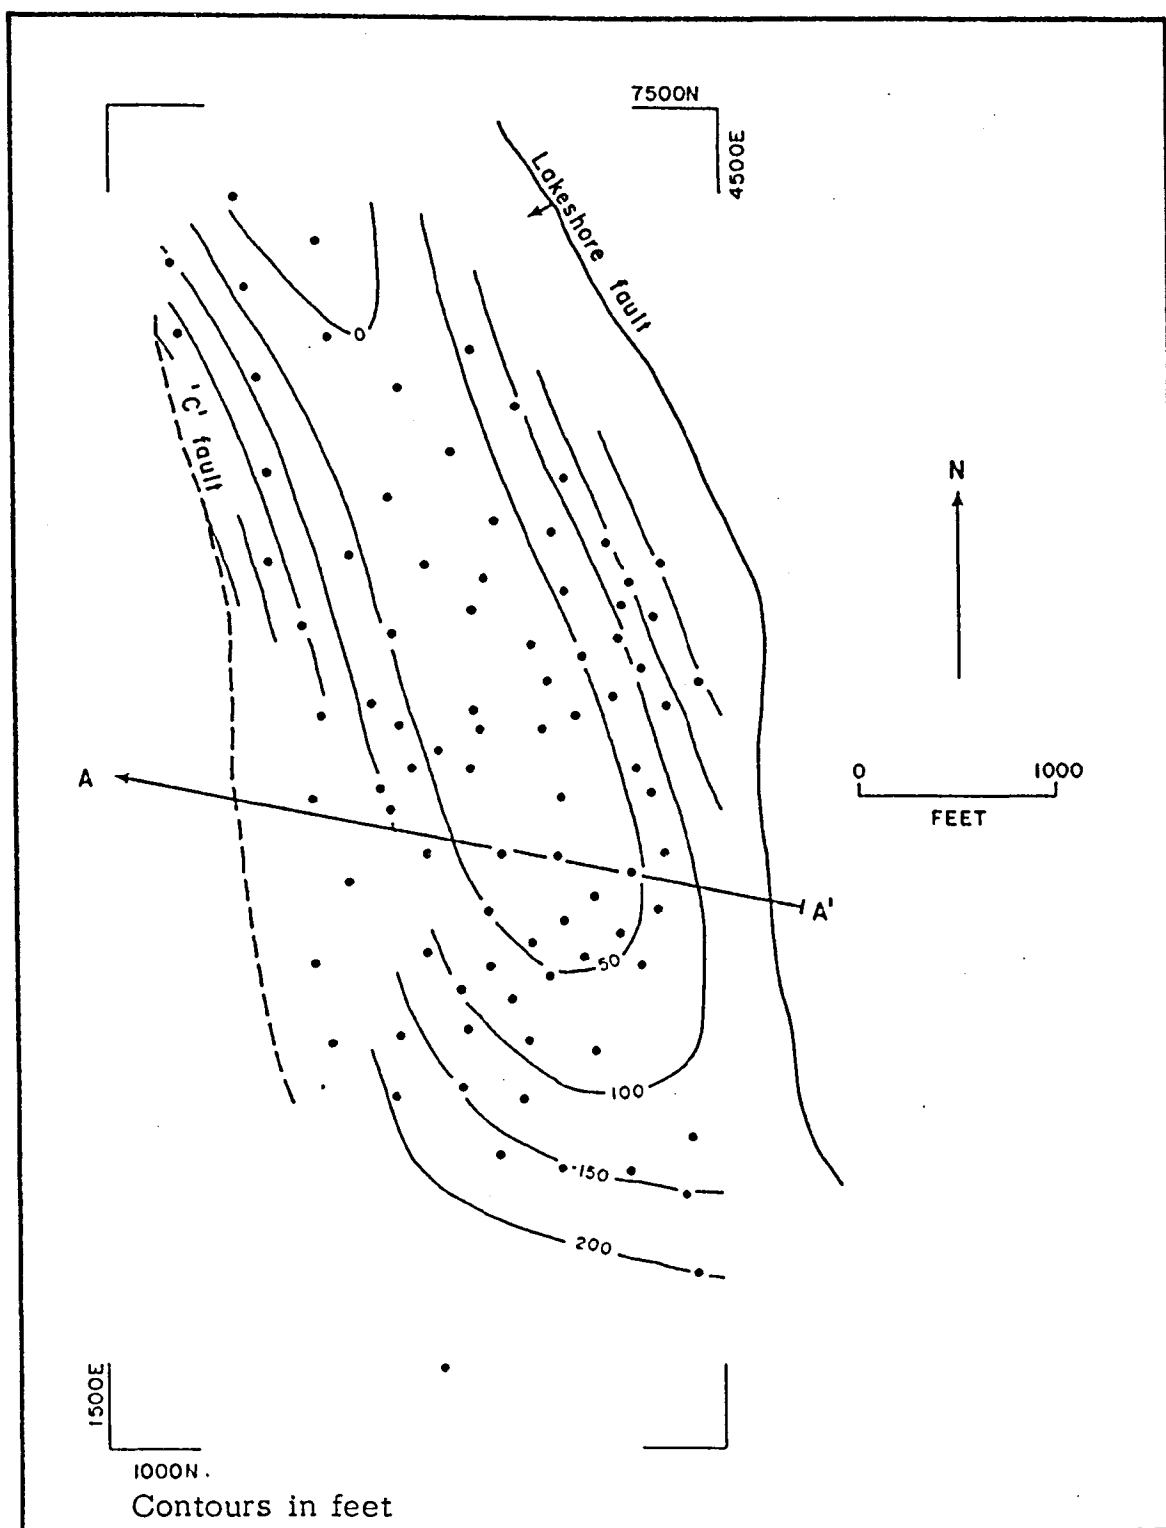 7500N
4500E
Lakeshore fault
0
'C' fault
N
A
0 1000
FEET
A'
50
100
150
200
1500E
1000N.
Contours in feet